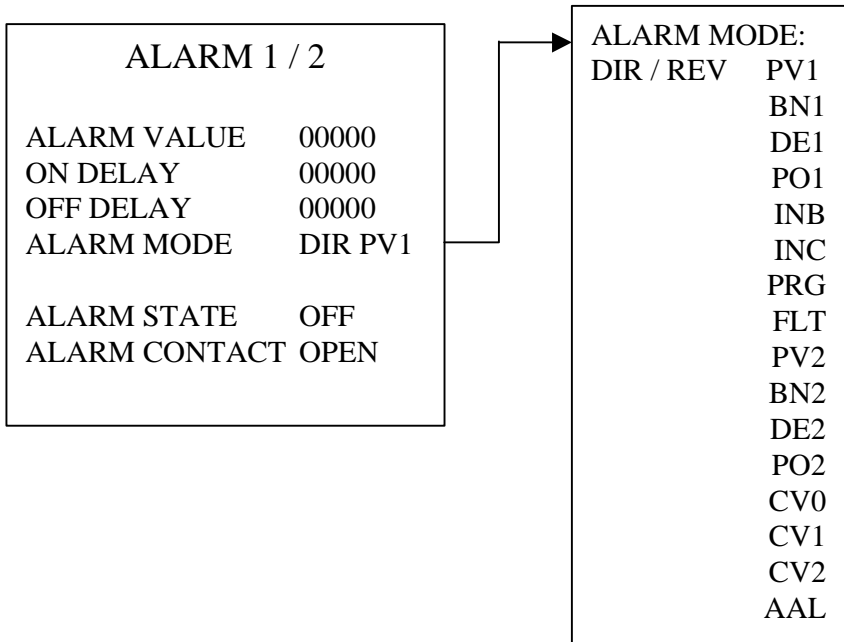 ALARM 1 / 2
ALARM VALUE 00000
ON DELAY 00000
OFF DELAY 00000
ALARM MODE DIR PV1
ALARM STATE OFF
ALARM CONTACT OPEN
ALARM MODE:
DIR / REV PV1
BN1
DE1
PO1
INB
INC
PRG
FLT
PV2
BN2
DE2
PO2
CV0
CV1
CV2
AAL